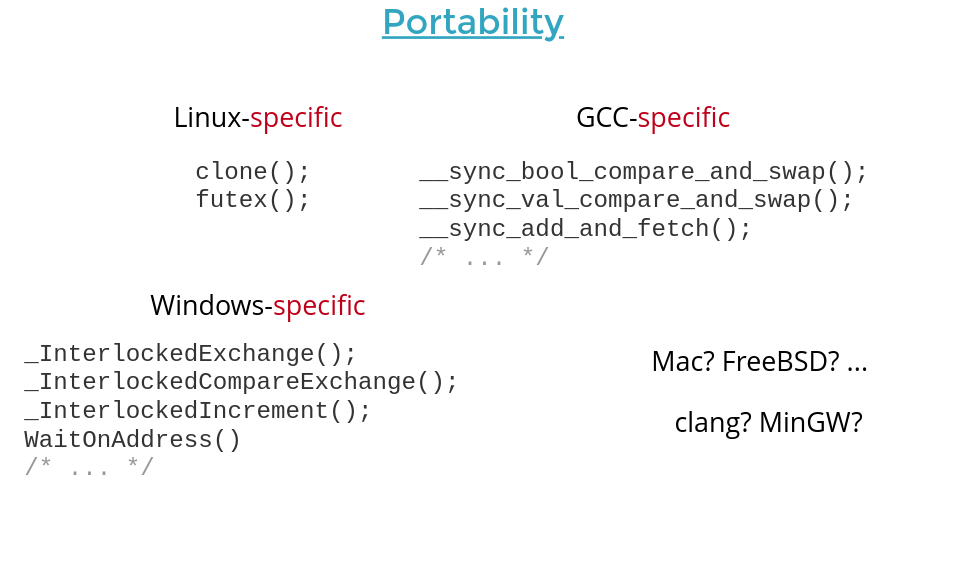 Portability
Linux-specific
clone();
futex();
GCC-specific
__sync_bool_compare_and_swap();
__sync_val_compare_and_swap();
__sync_add_and_fetch();
/* ... */
Windows-specific
_InterlockedExchange();
_InterlockedCompareExchange();
_InterlockedIncrement();
WaitOnAddress()
/* ... */
Mac? FreeBSD? ...
clang? MinGW?